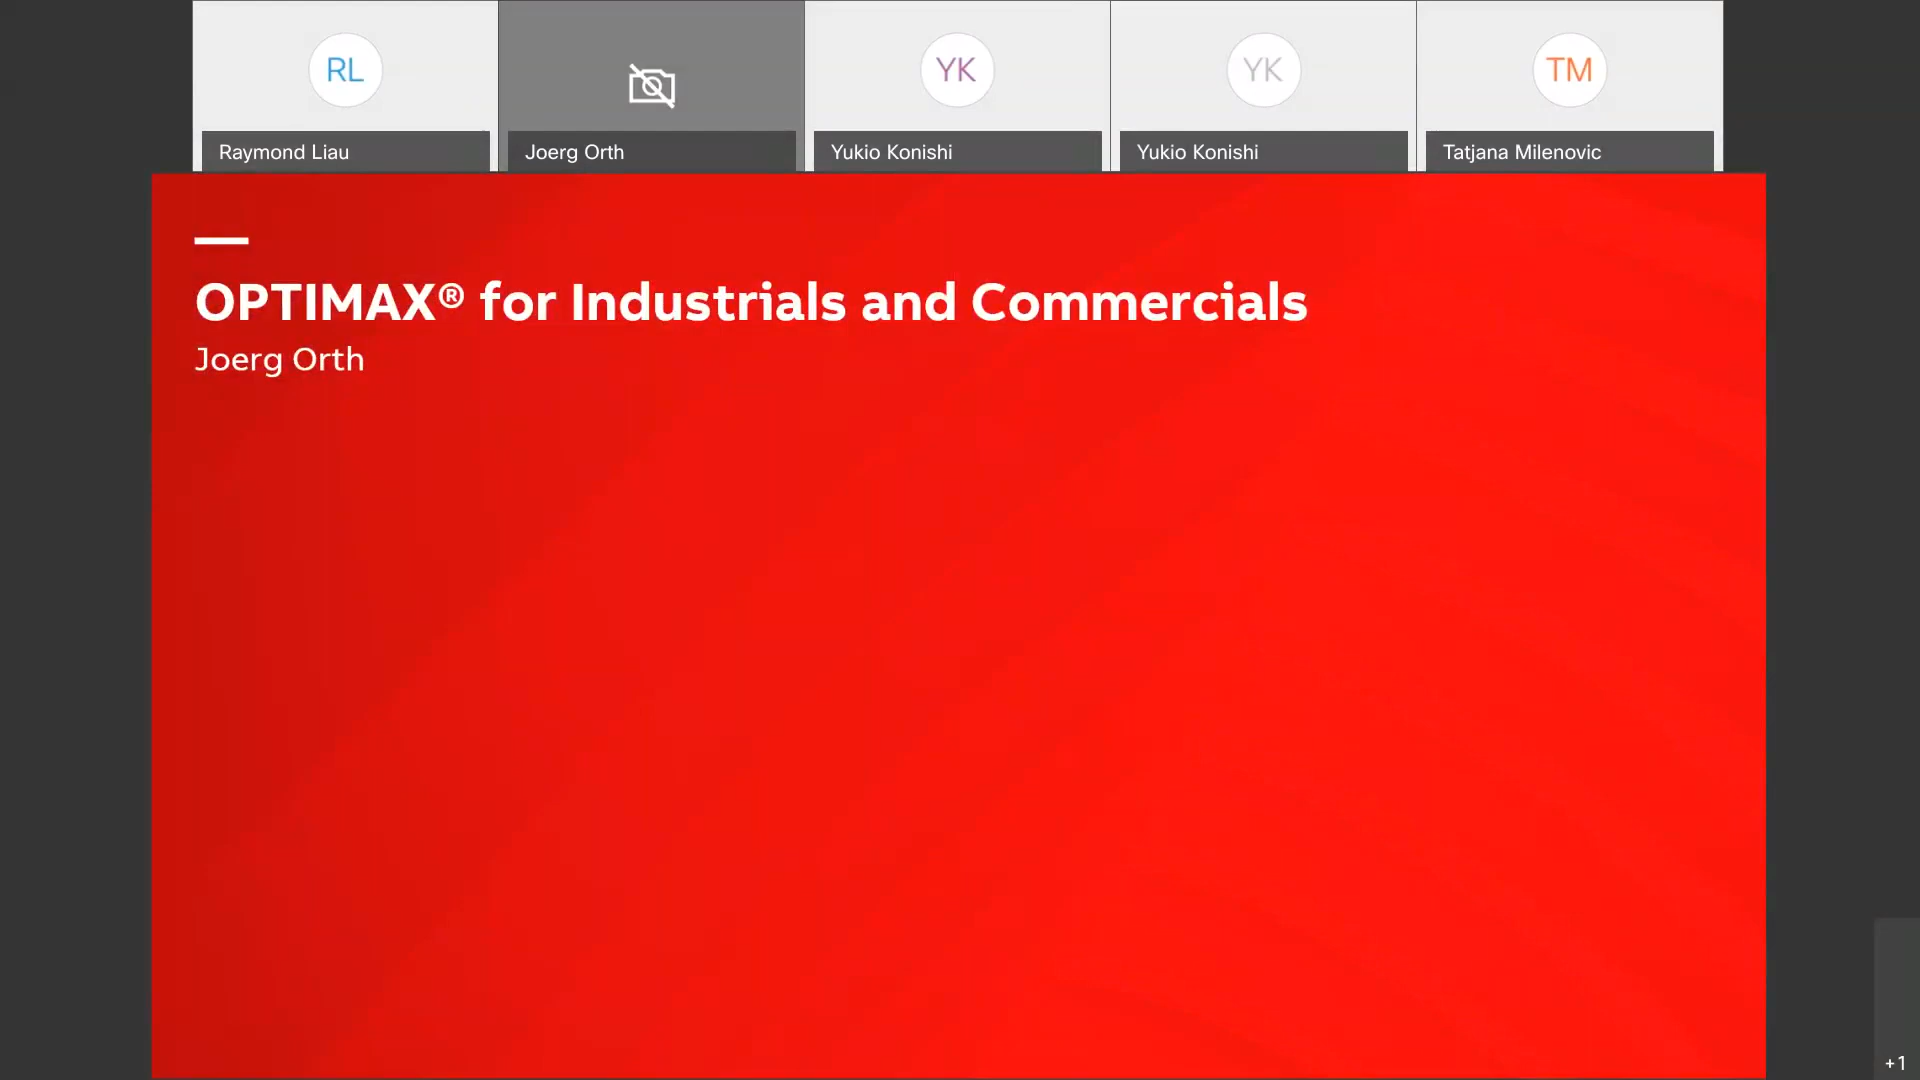 RL
YK
YK
TM
Raymond Liau
Joerg Orth
Yukio Konishi
Yukio Konishi
Tatjana Milenovic
OPTIMAX® for Industrials and Commercials
Joerg Orth
+1